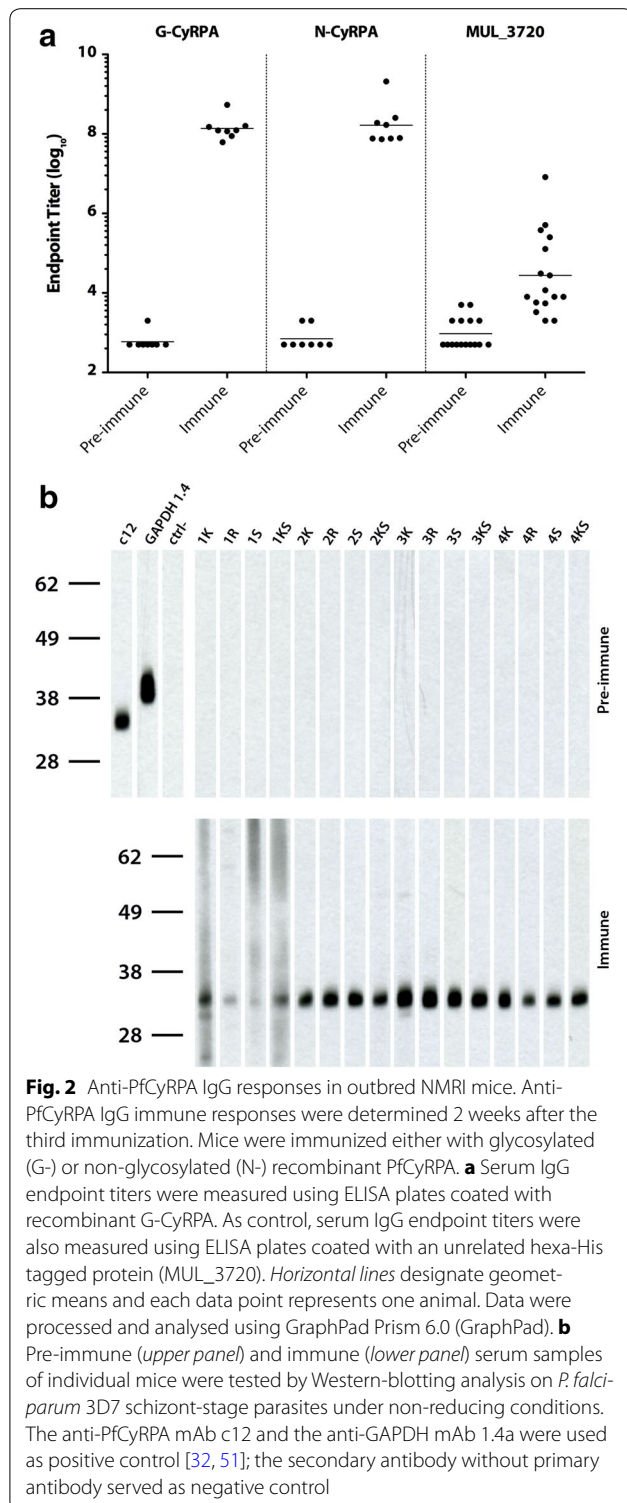 a
G-CyRPA N-CyRPA MUL_3720
Endpoint Titer (log10)
10
8
6
4
2
Pre-immune Immune Pre-immune Immune Pre-immune Immune
b
c12 GAPDH 1.4 ctrl- 1K 1R 1S 1KS 2K 2R 2S 2KS 3K 3R 3S 3KS 4K 4R 4S 4KS
62
49
38
28
Pre-immune
62
49
38
28
Immune
Fig. 2 Anti-PfCyRPA IgG responses in outbred NMRI mice. Anti-
PfCyRPA IgG immune responses were determined 2 weeks after the
third immunization. Mice were immunized either with glycosylated
(G-) or non-glycosylated (N-) recombinant PfCyRPA. a Serum IgG
endpoint titers were measured using ELISA plates coated with
recombinant G-CyRPA. As control, serum IgG endpoint titers were
also measured using ELISA plates coated with an unrelated hexa-His
tagged protein (MUL_3720). Horizontal lines designate geomet-
ric means and each data point represents one animal. Data were
processed and analysed using GraphPad Prism 6.0 (GraphPad). b
Pre-immune (upper panel) and immune (lower panel) serum samples
of individual mice were tested by Western-blotting analysis on P. falci-
parum 3D7 schizont-stage parasites under non-reducing conditions.
The anti-PfCyRPA mAb c12 and the anti-GAPDH mAb 1.4a were used
as positive control [32, 51]; the secondary antibody without primary
antibody served as negative control